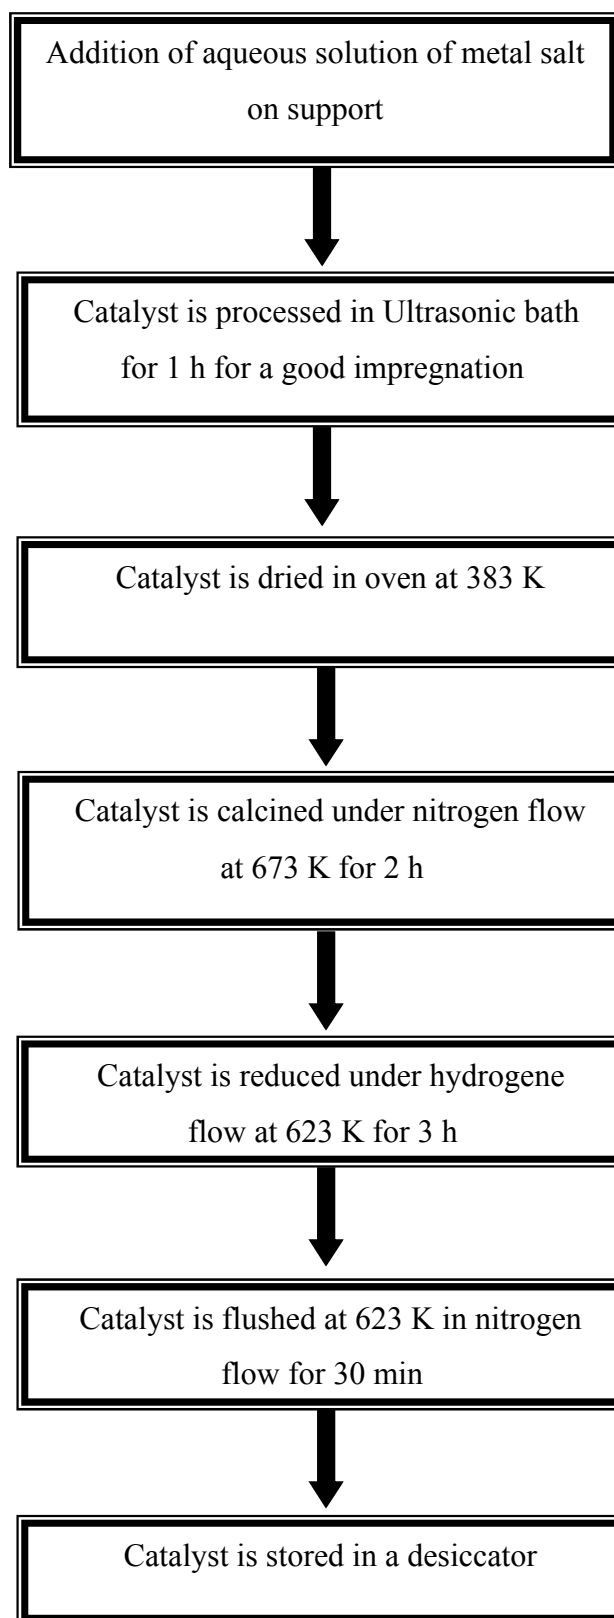 Addition of aqueous solution of metal salt
on support
Catalyst is processed in Ultrasonic bath
for 1 h for a good impregnation
Catalyst is dried in oven at 383 K
Catalyst is calcined under nitrogen flow
at 673 K for 2 h
Catalyst is reduced under hydrogene
flow at 623 K for 3 h
Catalyst is flushed at 623 K in nitrogen
flow for 30 min
Catalyst is stored in a desiccator